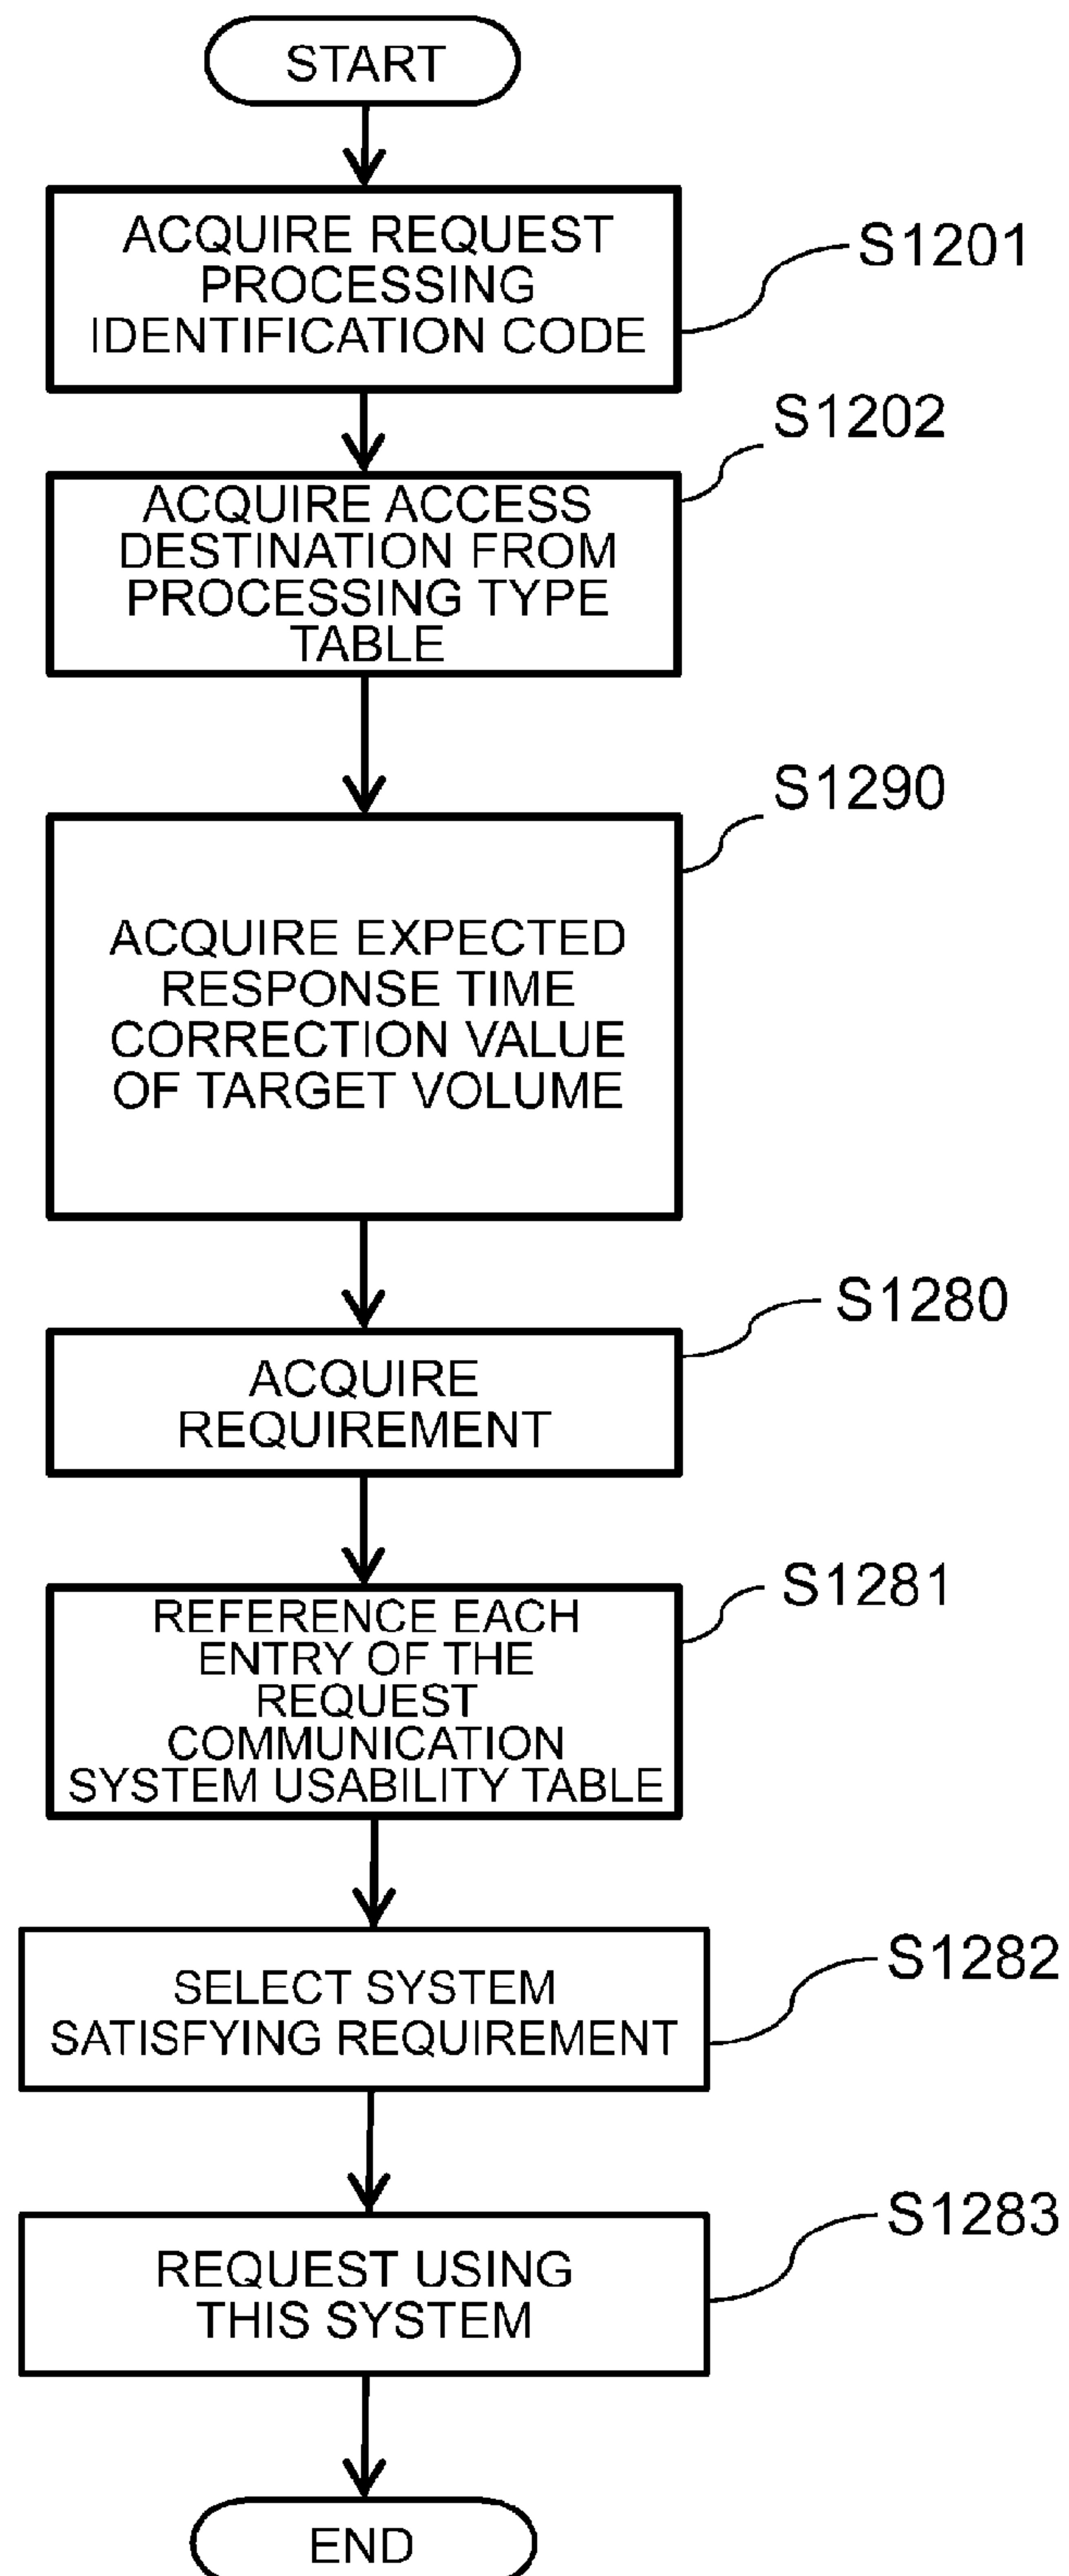 START
ACQUIRE REQUEST
PROCESSING
IDENTIFICATION CODE
S1201
S1202
ACQUIRE ACCESS
DESTINATION FROM
PROCESSING TYPE
TABLE
S1290
ACQUIRE EXPECTED
RESPONSE TIME
CORRECTION VALUE
OF TARGET VOLUME
S1280
ACQUIRE
REQUIREMENT
S1281
REFERENCE EACH
ENTRY OF THE
REQUEST
COMMUNICATION
SYSTEM USABILITY TABLE
S1282
SELECT SYSTEM
SATISFYING REQUIREMENT
S1283
REQUEST USING
THIS SYSTEM
END